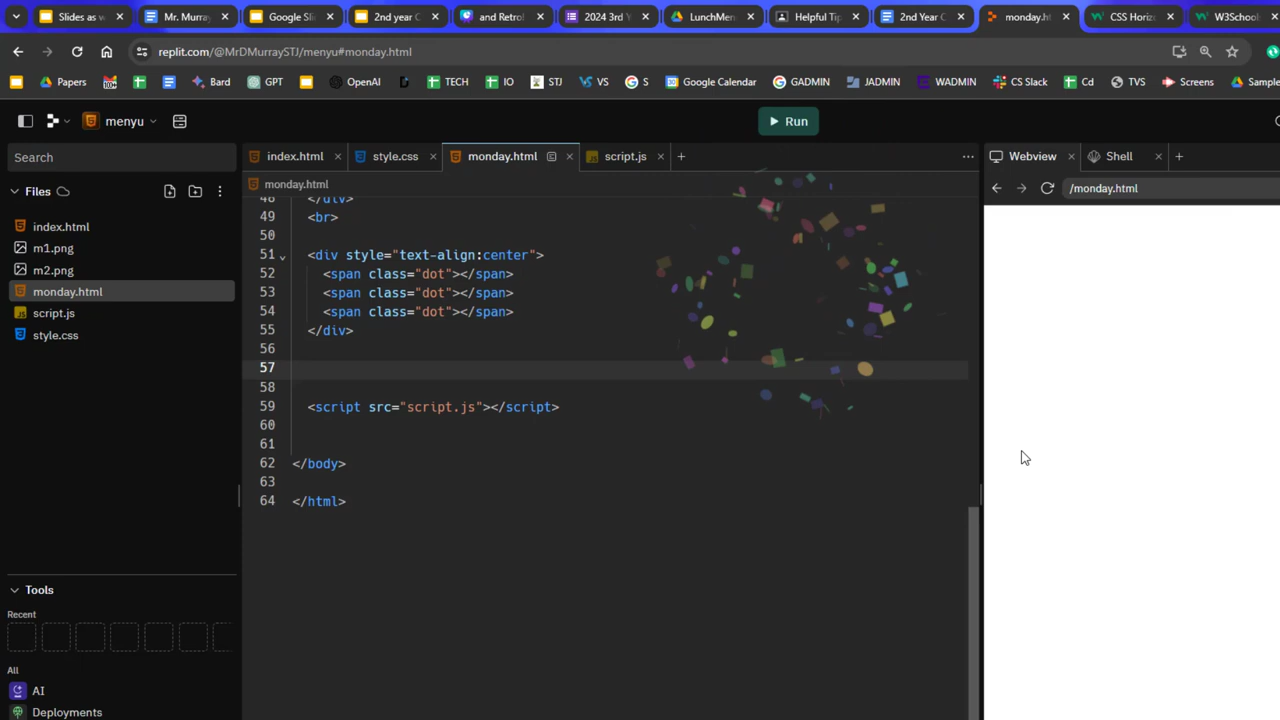 Slides as w
Mr. Murray
Google Sli
2nd year C
and Retro
2024 3rd Y
LunchMen
Helpful Tip
2nd Year C
monday.ht
CSS Horizo
W3School
replit.com/@MrDMurraySTJ/menyu#monday.html
Papers
Bard
GPT
OpenAI
TECH
IO
STJ
VS
S
Google Calendar
GADMIN
JADMIN
WADMIN
CS Slack
Cd
TVS
Screens
Sample
menyu
Run
Search
index.html
style.css
monday.html
script.js
Webview
Shell
Files
monday.html
/monday.html
index.html
m1.png
m2.png
monday.html
script.js
style.css
48 </div>
49 <br>
50
51 <div style="text-align:center">
52 <span class="dot"></span>
53 <span class="dot"></span>
54 <span class="dot"></span>
55 </div>
56
57
58
59 <script src="script.js"></script>
60
61
62 </body>
63
64 </html>
Tools
Recent
All
AI
Deployments